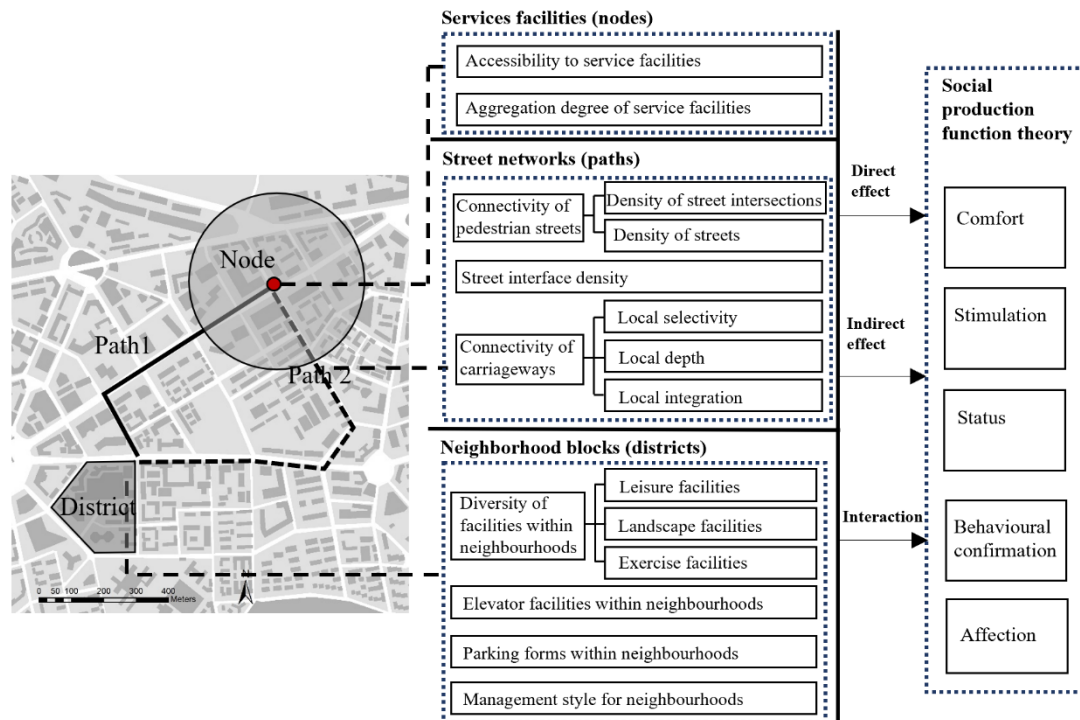 Services facilities (nodes)
Accessibility to service facilities
Aggregation degree of service facilities
Street networks (paths)
Connectivity of
pedestrian streets
Density of street intersections
Density of streets
Street interface density
Connectivity of
carriageways
Local selectivity
Local depth
Local integration
Neighborhood blocks (districts)
Diversity of
facilities within
neighbourhoods
Leisure facilities
Landscape facilities
Exercise facilities
Elevator facilities within neighbourhoods
Parking forms within neighbourhoods
Management style for neighbourhoods
Node
Path1
Path 2
District
0 50 100 200 300 400
Meters
N
Direct
effect
Indirect
effect
Interaction
Social
production
function theory
Comfort
Stimulation
Status
Behavioural
confirmation
Affection